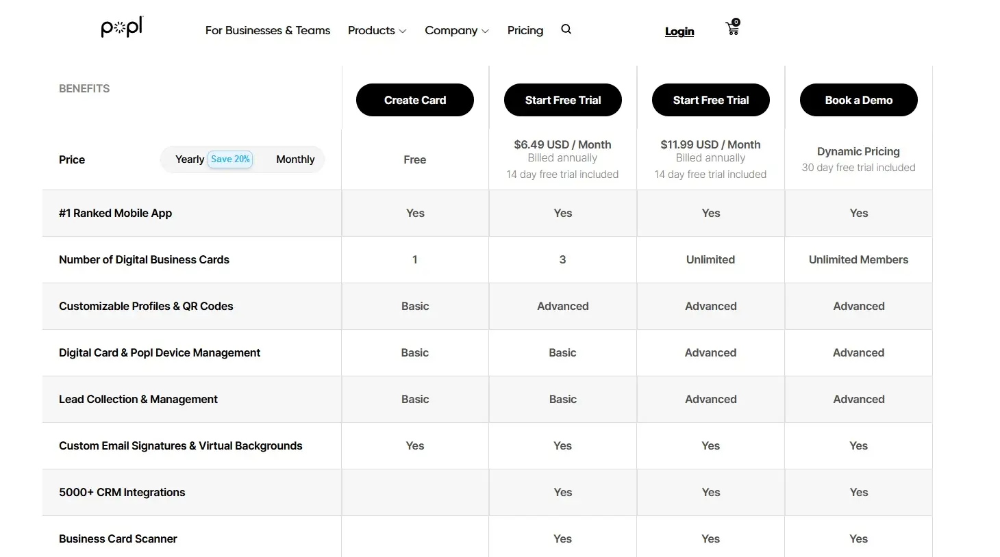 popl
For Businesses & Teams Products Company Pricing Login 0
BENEFITS Create Card Start Free Trial Start Free Trial Book a Demo
Price Yearly Save 20% Monthly
Free
$6.49 USD / Month
Billed annually
14 day free trial included
$11.99 USD / Month
Billed annually
14 day free trial included
Dynamic Pricing
30 day free trial included
#1 Ranked Mobile App Yes Yes Yes Yes
Number of Digital Business Cards 1 3 Unlimited Unlimited Members
Customizable Profiles & QR Codes Basic Advanced Advanced Advanced
Digital Card & Popl Device Management Basic Basic Advanced Advanced
Lead Collection & Management Basic Basic Advanced Advanced
Custom Email Signatures & Virtual Backgrounds Yes Yes Yes Yes
5000+ CRM Integrations Yes Yes Yes
Business Card Scanner Yes Yes Yes